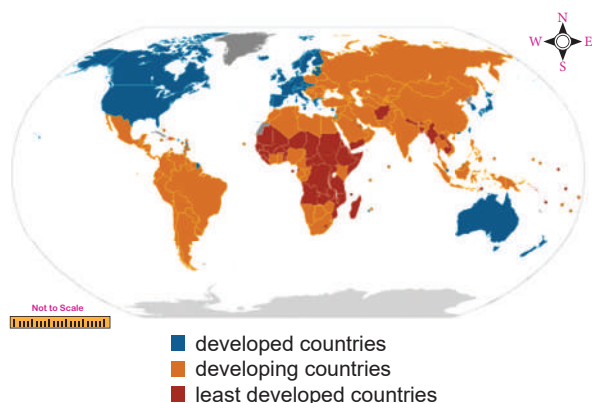 N
W E
S
Not to Scale
developed countries
developing countries
least developed countries